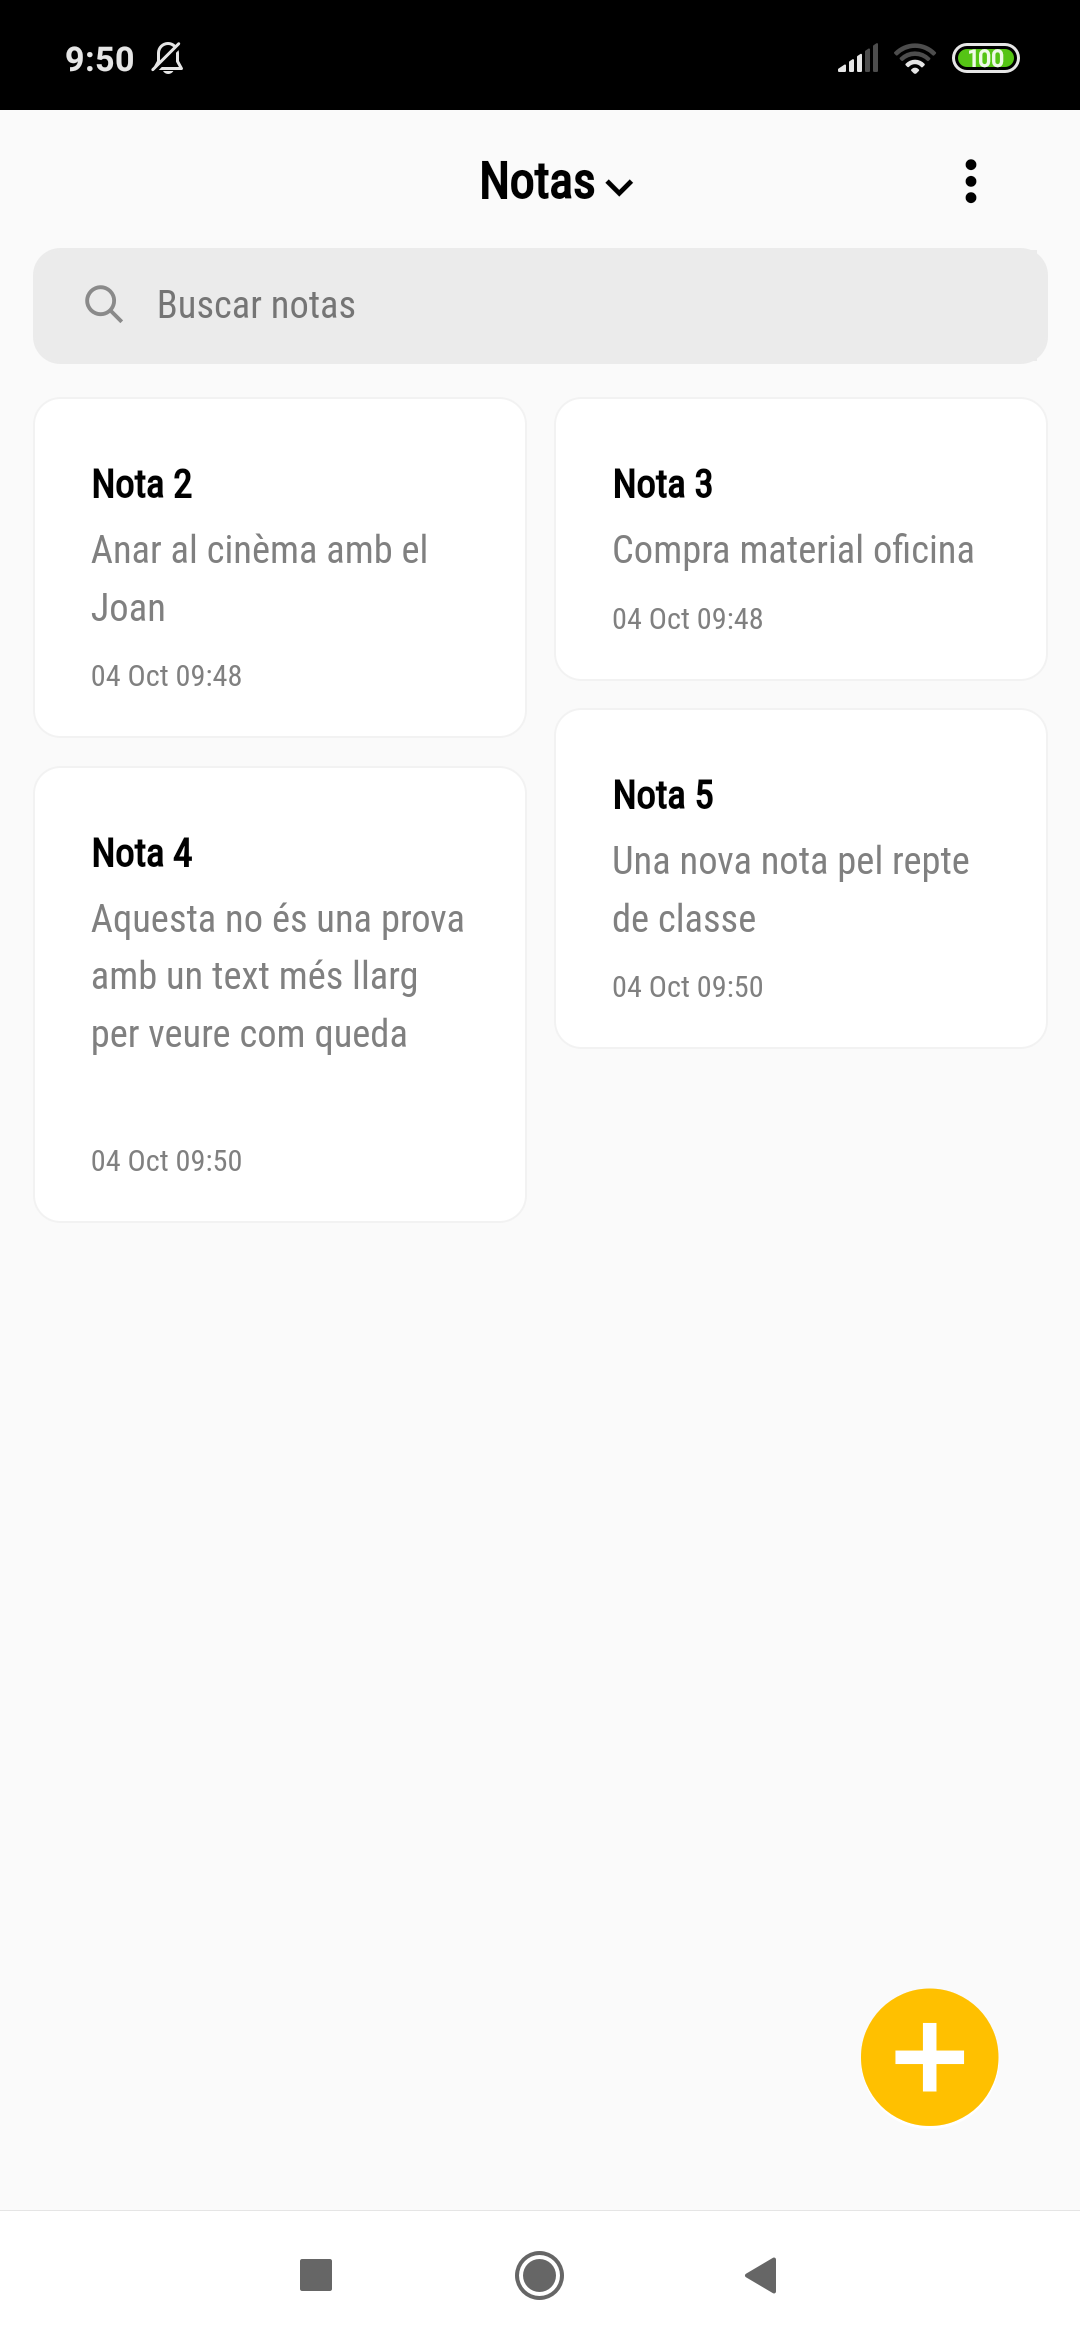 9:50
100
Notas
Buscar notas
Nota 2
Anar al cinèma amb el
Joan
04 Oct 09:48
Nota 3
Compra material oficina
04 Oct 09:48
Nota 4
Aquesta no és una prova
amb un text més llarg
per veure com queda
04 Oct 09:50
Nota 5
Una nova nota pel repte
de classe
04 Oct 09:50